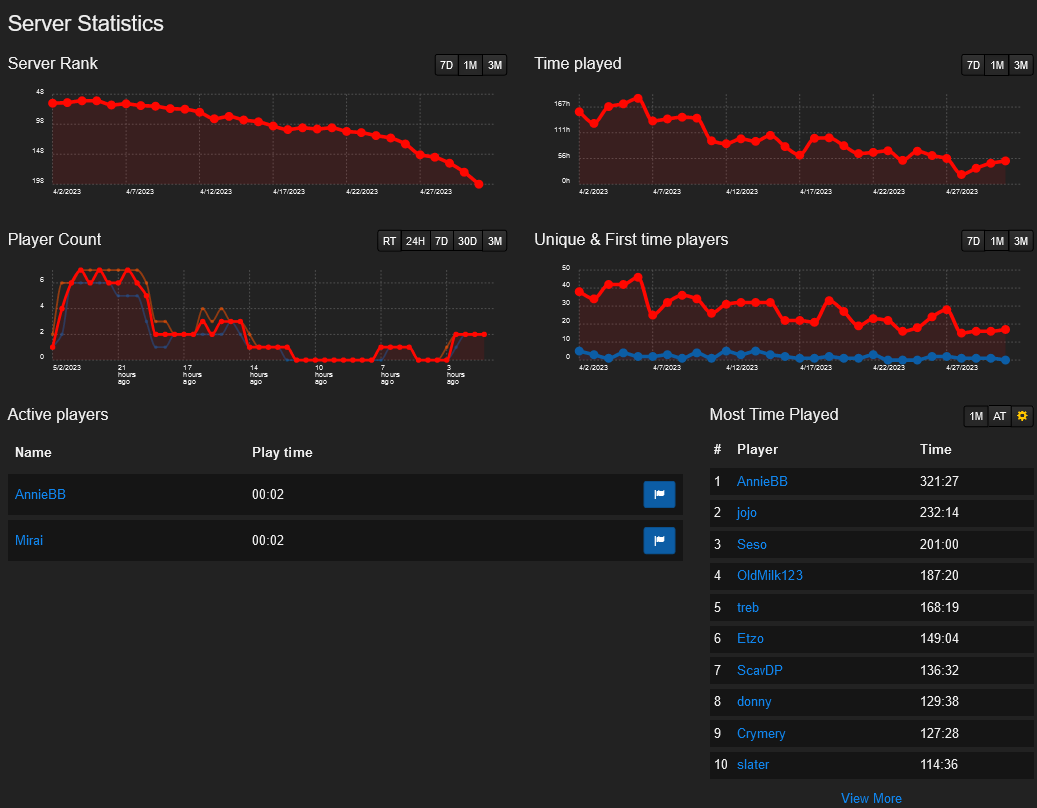 Server Statistics
Server Rank
7D 1M 3M
48
98
148
198
4/2/2023 4/7/2023 4/12/2023 4/17/2023 4/22/2023 4/27/2023
Time played
7D 1M 3M
167h
111h
56h
0h
4/2/2023 4/7/2023 4/12/2023 4/17/2023 4/22/2023 4/27/2023
Player Count
RT 24H 7D 30D 3M
6
4
2
0
5/2/2023 21 hours ago 17 hours ago 14 hours ago 10 hours ago 7 hours ago 3 hours ago
Unique & First time players
7D 1M 3M
50
40
30
20
10
0
4/2/2023 4/7/2023 4/12/2023 4/17/2023 4/22/2023 4/27/2023
Active players
Name Play time
AnnieBB 00:02
Mirai 00:02
Most Time Played
1M AT
# Player Time
1 AnnieBB 321:27
2 jojo 232:14
3 Seso 201:00
4 OldMilk123 187:20
5 treb 168:19
6 Etzo 149:04
7 ScavDP 136:32
8 donny 129:38
9 Crymery 127:28
10 slater 114:36
View More